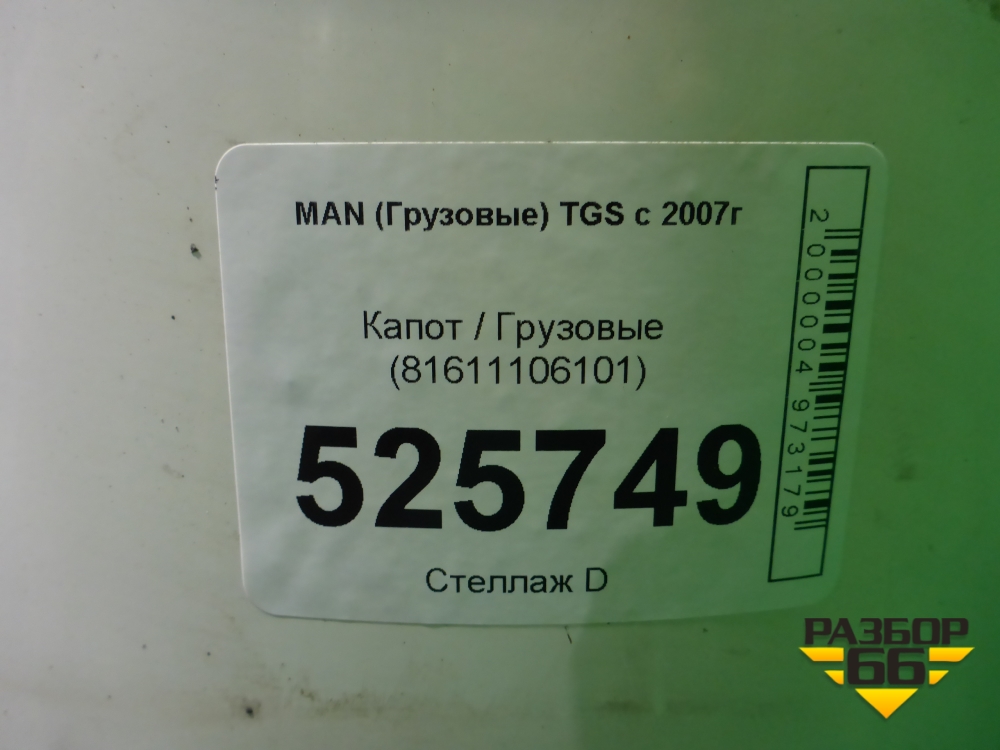 MAN (Грузовые) TGS с 2007г
Капот / Грузовые
(81611106101)
525749
Стеллаж D
2000004973179
РАЗБОР
66